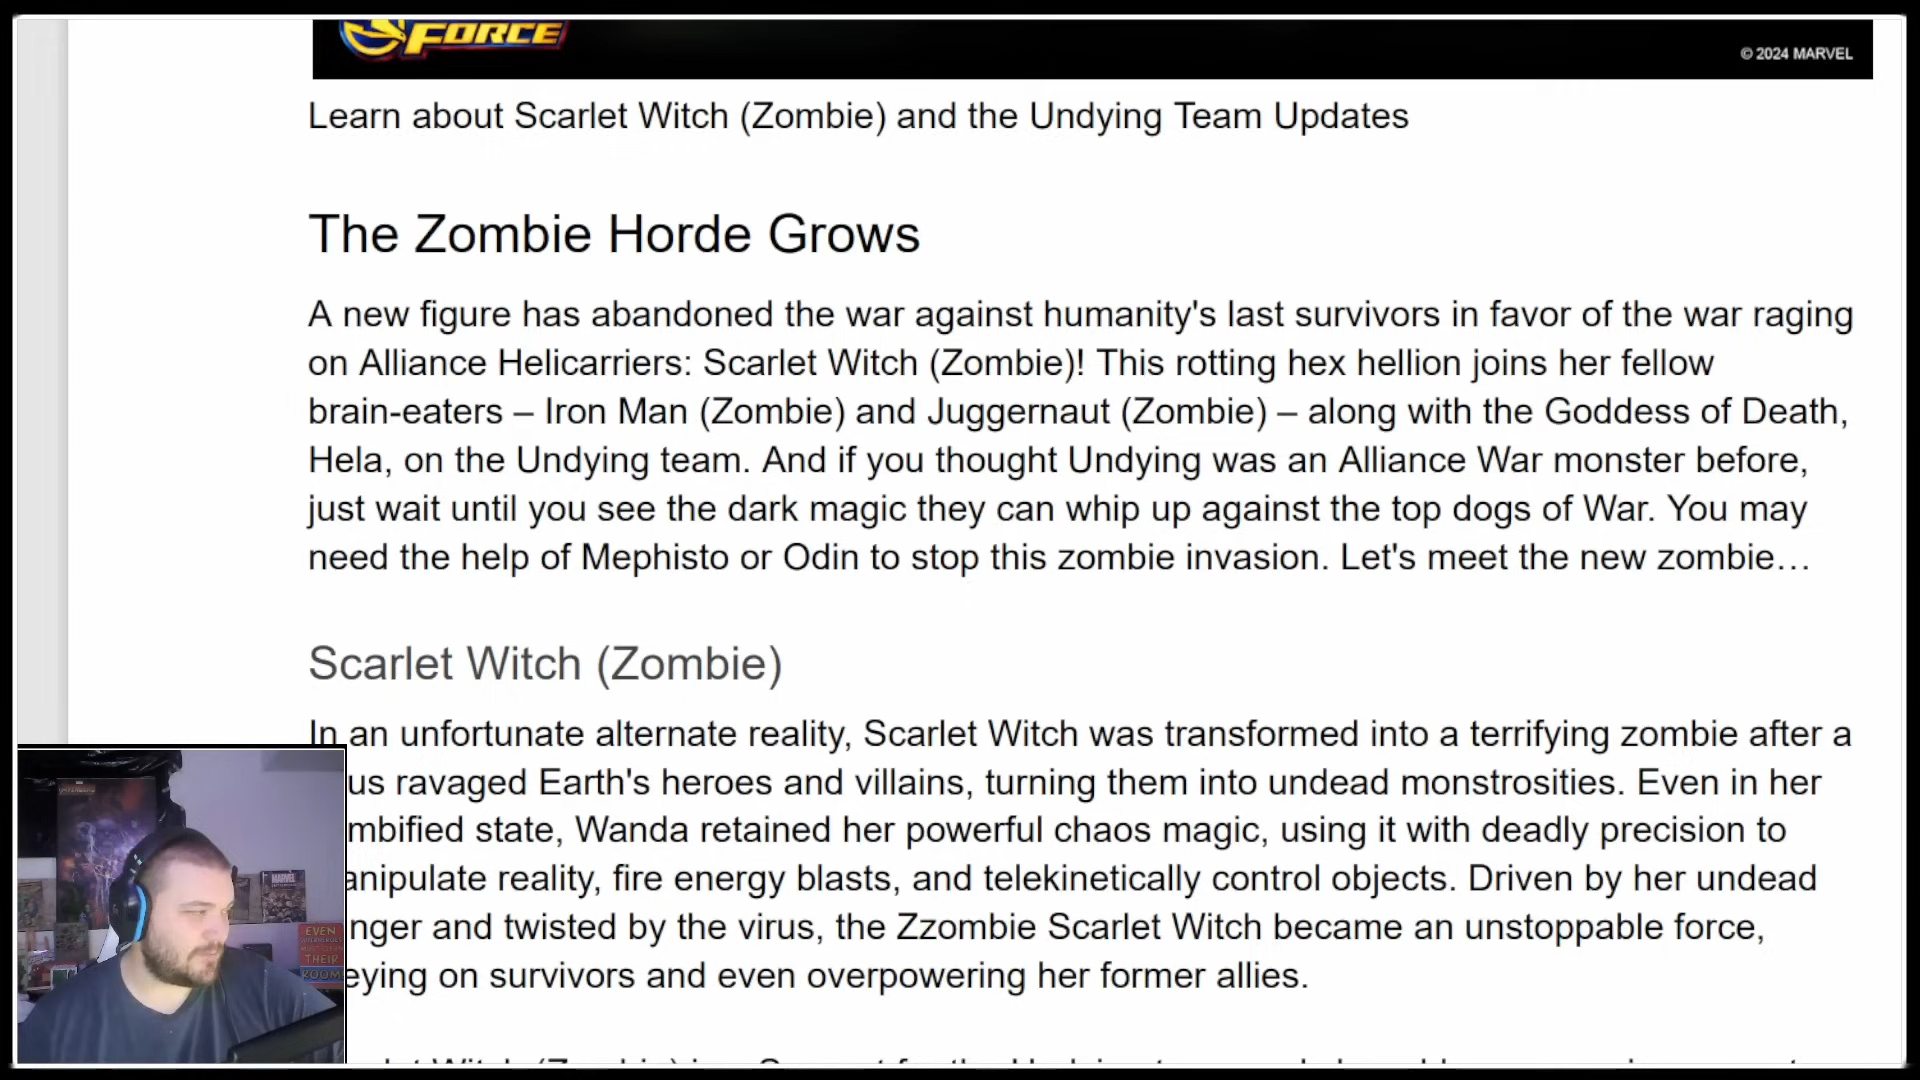 FORCE
© 2024 MARVEL
Learn about Scarlet Witch (Zombie) and the Undying Team Updates
The Zombie Horde Grows
A new figure has abandoned the war against humanity's last survivors in favor of the war raging
on Alliance Helicarriers: Scarlet Witch (Zombie)! This rotting hex hellion joins her fellow
brain-eaters – Iron Man (Zombie) and Juggernaut (Zombie) – along with the Goddess of Death,
Hela, on the Undying team. And if you thought Undying was an Alliance War monster before,
just wait until you see the dark magic they can whip up against the top dogs of War. You may
need the help of Mephisto or Odin to stop this zombie invasion. Let's meet the new zombie…
Scarlet Witch (Zombie)
In an unfortunate alternate reality, Scarlet Witch was transformed into a terrifying zombie after a
us ravaged Earth's heroes and villains, turning them into undead monstrosities. Even in her
mbified state, Wanda retained her powerful chaos magic, using it with deadly precision to
anipulate reality, fire energy blasts, and telekinetically control objects. Driven by her undead
nger and twisted by the virus, the Zzombie Scarlet Witch became an unstoppable force,
eying on survivors and even overpowering her former allies.
MARVEL
EVEN
THEIR
ROOM